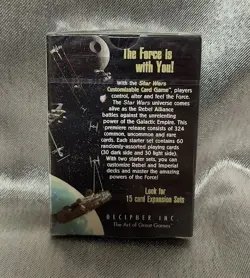 The Force is
with You!
With the Star Wars
Customizable Card Game™, players
control, alter and feel the Force.
The Star Wars universe comes
alive as the Rebel Alliance
battles against the unrelenting
power of the Galactic Empire. This
premiere release consists of 324
common, uncommon and rare
cards. Each starter set contains 60
randomly-assorted playing cards
(30 dark side and 30 light side).
With two starter sets, you can
customize Rebel and Imperial
decks and master the amazing
powers of the Force!
Look for
15 card Expansion Sets
DECIPHER INC.
The Art of Great Games™